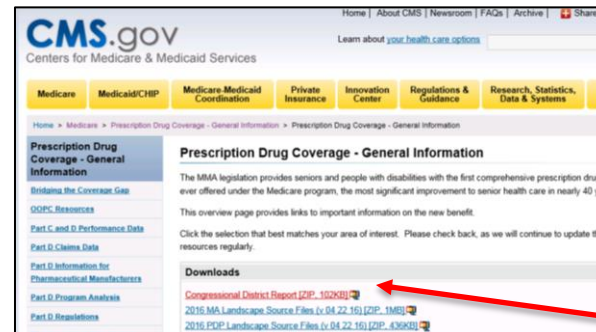 Home | About CMS | Newsroom | FAQs | Archive | Share
CMS.gov
Learn about your health care options
Centers for Medicare & Medicaid Services
Medicare Medicaid/CHIP Medicare-Medicaid Coordination Private Insurance Innovation Center Regulations & Guidance Research, Statistics, Data & Systems
Home > Medicare > Prescription Drug Coverage - General Information > Prescription Drug Coverage - General Information
Prescription Drug
Coverage - General
Information
Bridging the Coverage Gap
OOPC Resources
Part C and D Performance Data
Part D Claims Data
Part D Information for
Pharmaceutical Manufacturers
Part D Program Analysis
Part D Regulations
Prescription Drug Coverage - General Information
The MMA legislation provides seniors and people with disabilities with the first comprehensive prescription dru
ever offered under the Medicare program, the most significant improvement to senior health care in nearly 40
This overview page provides links to important information on the new benefit.
Click the selection that best matches your area of interest. Please check back, as we will continue to update th
resources regularly.
Downloads
Congressional District Report [ZIP, 102KB]
2016 MA Landscape Source Files (v 04 22 16) [ZIP, 1MB]
2016 PDP Landscape Source Files (v 04 22 16) [ZIP, 436KB]